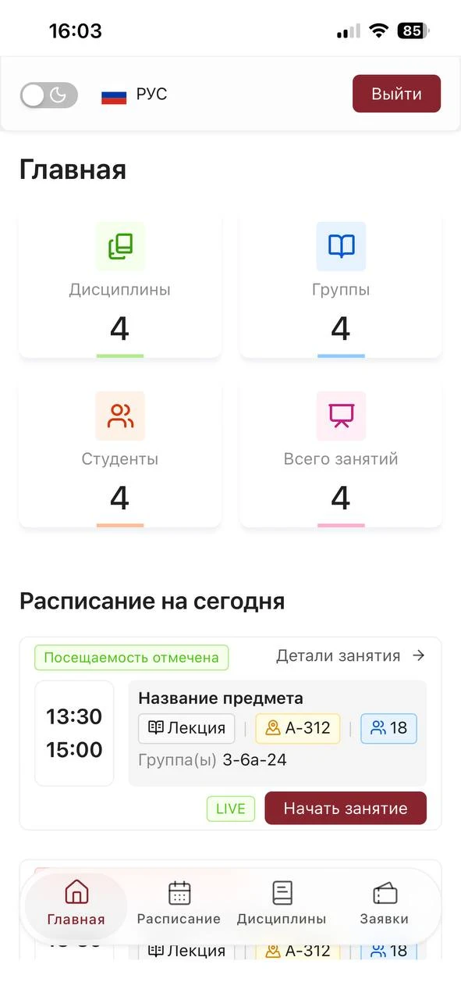 16:03 85
РУС Выйти
Главная
Дисциплины Группы
4 4
Студенты Всего занятий
4 4
Расписание на сегодня
Посещаемость отмечена Детали занятия →
Название предмета
13:30
15:00
Лекция | А-312 | 18
Группа(ы) З-6а-24
LIVE Начать занятие
Главная Расписание Дисциплины Заявки
Лекция А-312 18